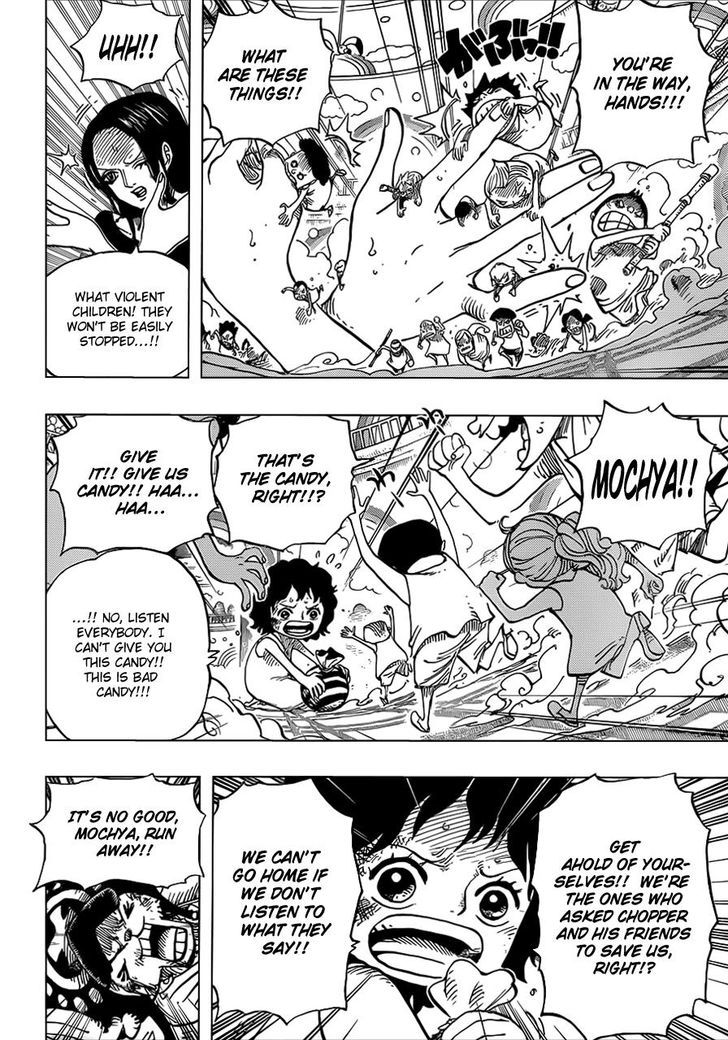 YOU'RE
IN THE WAY,
HANDS!!!
がぶっ!!
WHAT
ARE THESE
THINGS!!
UHH!!
WHAT VIOLENT
CHILDREN! THEY
WON'T BE EASILY
STOPPED...!!
MOCHYA!!
THAT'S
THE CANDY,
RIGHT!!?
GIVE
IT!! GIVE US
CANDY!! HAA...
HAA...
...!! NO, LISTEN
EVERYBODY. I
CAN'T GIVE YOU
THIS CANDY!!
THIS IS BAD
CANDY!!!
GET
AHOLD OF YOUR-
SELVES!! WE'RE
THE ONES WHO
ASKED CHOPPER
AND HIS FRIENDS
TO SAVE US,
RIGHT!?
WE CAN'T
GO HOME IF
WE DON'T
LISTEN TO
WHAT THEY
SAY!!
IT'S NO GOOD,
MOCHYA, RUN
AWAY!!